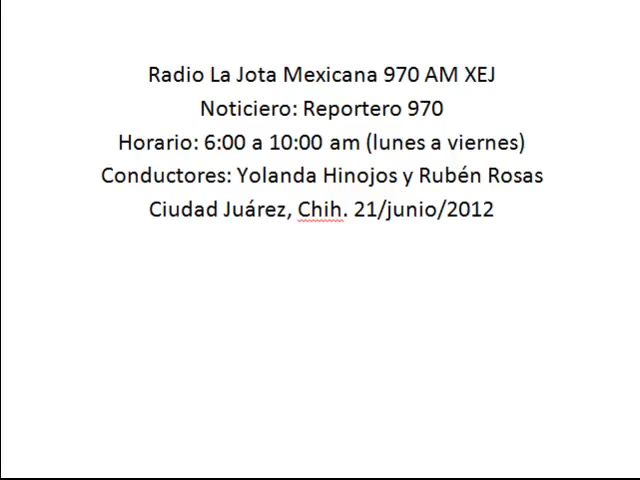 Radio La Jota Mexicana 970 AM XEJ
Noticiero: Reportero 970
Horario: 6:00 a 10:00 am (lunes a viernes)
Conductores: Yolanda Hinojos y Rubén Rosas
Ciudad Juárez, Chih. 21/junio/2012